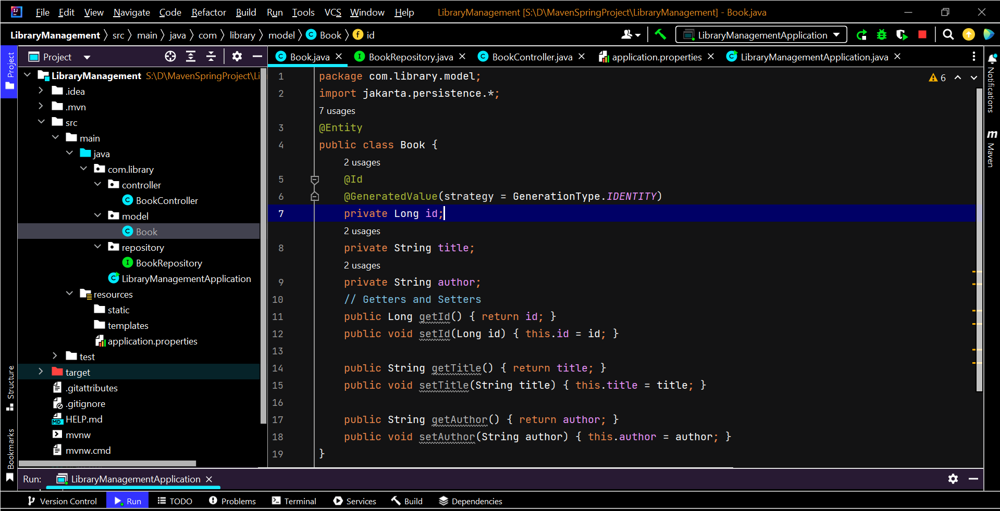 File Edit View Navigate Code Refactor Build Run Tools VCS Window Help LibraryManagement [S:\D\MavenSpringProject\LibraryManagement] - Book.java
LibraryManagement src main java com library model Book id LibraryManagementApplication
Project
Book.java BookRepository.java BookController.java application.properties LibraryManagementApplication.java
Project
Structure
Bookmarks
LibraryManagement S:\D\MavenSpringProject\Li
.idea
.mvn
src
main
java
com.library
controller
BookController
model
Book
repository
BookRepository
LibraryManagementApplication
resources
static
templates
application.properties
test
target
.gitattributes
.gitignore
HELP.md
mvnw
mvnw.cmd
6
1 package com.library.model;
2 import jakarta.persistence.*;
7 usages
3 @Entity
4 public class Book {
2 usages
5 @Id
6 @GeneratedValue(strategy = GenerationType.IDENTITY)
7 private Long id;
2 usages
8 private String title;
2 usages
9 private String author;
10 // Getters and Setters
11 public Long getId() { return id; }
12 public void setId(Long id) { this.id = id; }
13
14 public String getTitle() { return title; }
15 public void setTitle(String title) { this.title = title; }
16
17 public String getAuthor() { return author; }
18 public void setAuthor(String author) { this.author = author; }
19 }
Notifications
m Maven
Run: LibraryManagementApplication
Version Control Run TODO Problems Terminal Services Build Dependencies